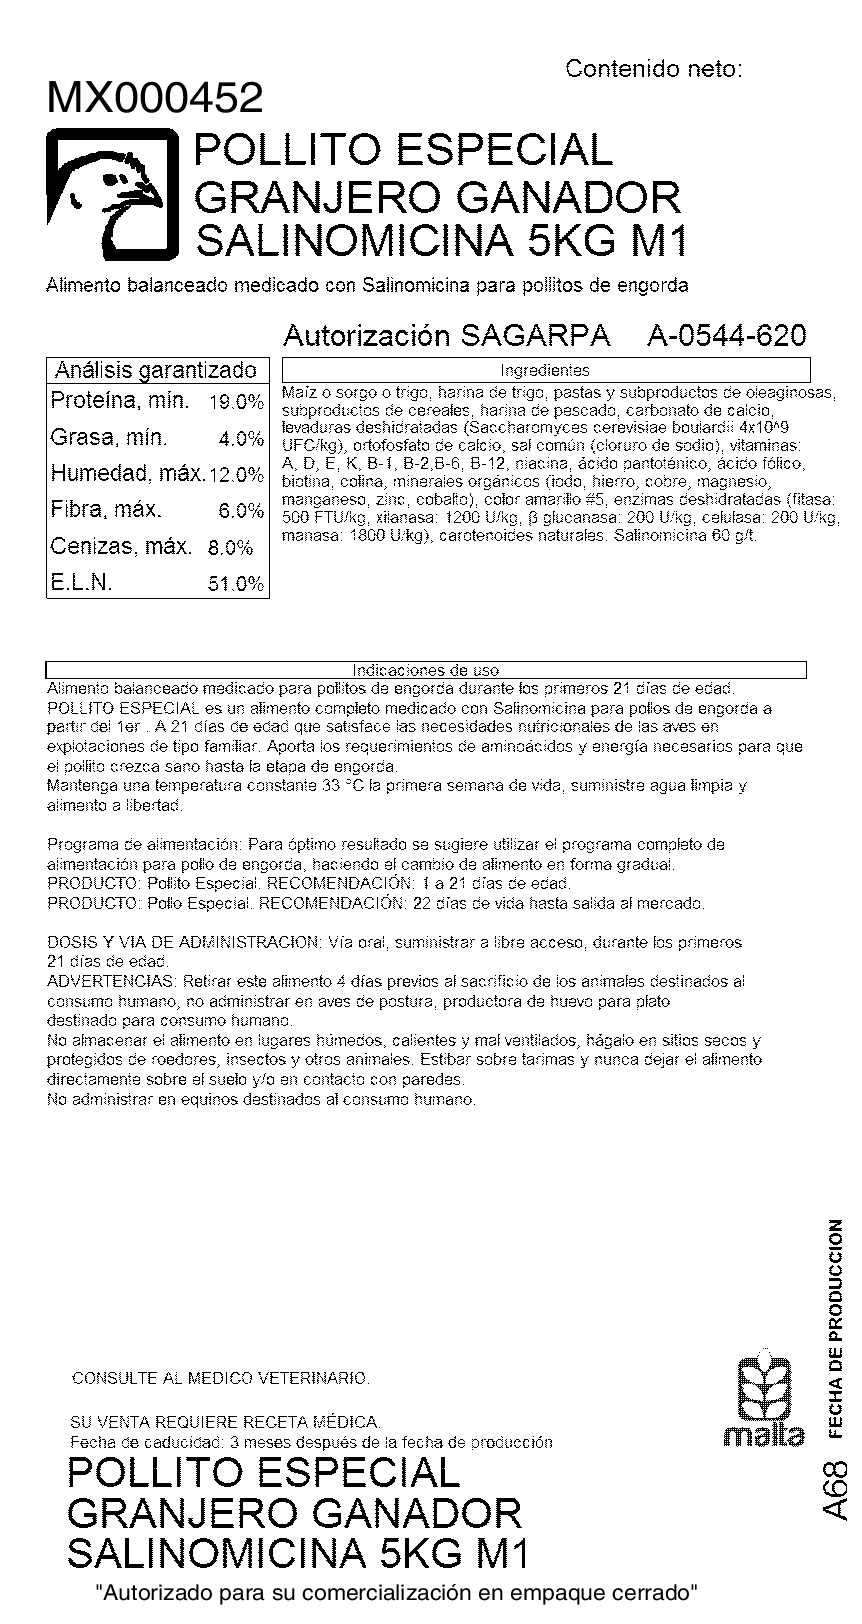 Contenido neto:
MX000452
POLLITO ESPECIAL
GRANJERO GANADOR
SALINOMICINA 5KG M1
Alimento balanceado medicado con Salinomicina para pollitos de engorda
Autorización SAGARPA A-0544-620
Análisis garantizado
Proteína, mín. 19.0%
Grasa, mín. 4.0%
Humedad, máx. 12.0%
Fibra, máx. 6.0%
Cenizas, máx. 8.0%
E.L.N. 51.0%
Ingredientes
Maíz o sorgo o trigo, harina de trigo, pastas y subproductos de oleaginosas,
subproductos de cereales, harina de pescado, carbonato de calcio,
levaduras deshidratadas (Saccharomyces cerevisiae boulardii 4x10^9
UFC/kg), ortofosfato de calcio, sal común (cloruro de sodio), vitaminas:
A, D, E, K, B-1, B-2,B-6, B-12, niacina, ácido pantoténico, ácido fólico,
biotina, colina, minerales orgánicos (iodo, hierro, cobre, magnesio,
manganeso, zinc, cobalto), color amarillo #5, enzimas deshidratadas (fitasa:
500 FTU/kg, xilanasa: 1200 U/kg, β glucanasa: 200 U/kg, celulasa: 200 U/kg,
manasa: 1800 U/kg), carotenoides naturales. Salinomicina 60 g/t.
Indicaciones de uso
Alimento balanceado medicado para pollitos de engorda durante los primeros 21 días de edad.
POLLITO ESPECIAL es un alimento completo medicado con Salinomicina para pollos de engorda a
partir del 1er . A 21 días de edad que satisface las necesidades nutricionales de las aves en
explotaciones de tipo familiar. Aporta los requerimientos de aminoácidos y energía necesarios para que
el pollito crezca sano hasta la etapa de engorda.
Mantenga una temperatura constante 33 °C la primera semana de vida, suministre agua limpia y
alimento a libertad.
Programa de alimentación: Para óptimo resultado se sugiere utilizar el programa completo de
alimentación para pollo de engorda, haciendo el cambio de alimento en forma gradual.
PRODUCTO: Pollito Especial. RECOMENDACIÓN: 1 a 21 días de edad.
PRODUCTO: Pollo Especial. RECOMENDACIÓN: 22 días de vida hasta salida al mercado.
DOSIS Y VIA DE ADMINISTRACION: Vía oral, suministrar a libre acceso, durante los primeros
21 días de edad.
ADVERTENCIAS: Retirar este alimento 4 días previos al sacrificio de los animales destinados al
consumo humano, no administrar en aves de postura, productora de huevo para plato
destinado para consumo humano.
No almacenar el alimento en lugares húmedos, calientes y mal ventilados, hágalo en sitios secos y
protegidos de roedores, insectos y otros animales. Estibar sobre tarimas y nunca dejar el alimento
directamente sobre el suelo y/o en contacto con paredes.
No administrar en equinos destinados al consumo humano.
FECHA DE PRODUCCION
A68
malta
CONSULTE AL MEDICO VETERINARIO.
SU VENTA REQUIERE RECETA MÉDICA.
Fecha de caducidad: 3 meses después de la fecha de producción
POLLITO ESPECIAL
GRANJERO GANADOR
SALINOMICINA 5KG M1
"Autorizado para su comercialización en empaque cerrado"